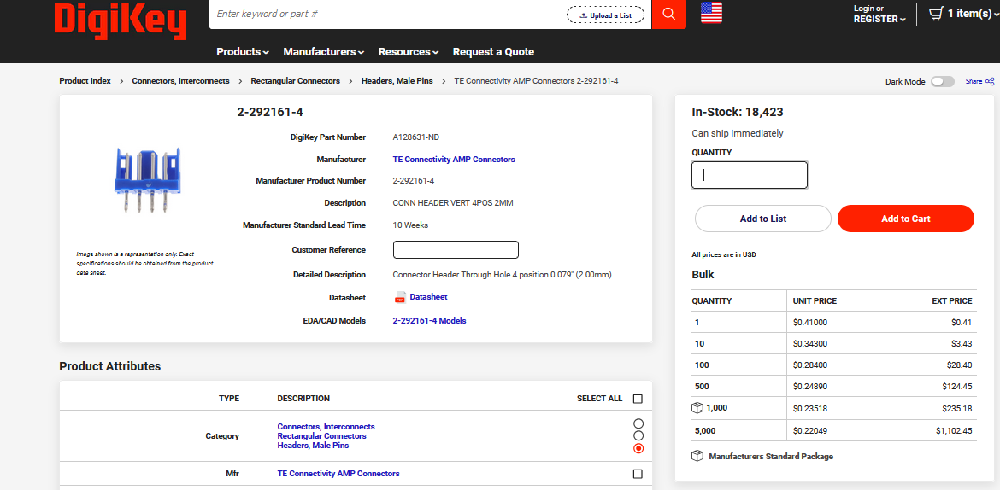 DigiKey
Enter keyword or part #
Upload a List
Login or
REGISTER
1 item(s)
Products
Manufacturers
Resources
Request a Quote
Product Index > Connectors, Interconnects > Rectangular Connectors > Headers, Male Pins > TE Connectivity AMP Connectors 2-292161-4
Dark Mode
Share
2-292161-4
DigiKey Part Number A128631-ND
Manufacturer TE Connectivity AMP Connectors
Manufacturer Product Number 2-292161-4
Description CONN HEADER VERT 4POS 2MM
Manufacturer Standard Lead Time 10 Weeks
Customer Reference
Detailed Description Connector Header Through Hole 4 position 0.079" (2.00mm)
Datasheet PDF Datasheet
EDA/CAD Models 2-292161-4 Models
Image shown is a representation only. Exact
specifications should be obtained from the product
data sheet.
In-Stock: 18,423
Can ship immediately
QUANTITY
Add to List
Add to Cart
All prices are in USD
Bulk
QUANTITY UNIT PRICE EXT PRICE
1 $0.41000 $0.41
10 $0.34300 $3.43
100 $0.28400 $28.40
500 $0.24890 $124.45
1,000 $0.23518 $235.18
5,000 $0.22049 $1,102.45
Manufacturers Standard Package
Product Attributes
TYPE DESCRIPTION SELECT ALL
Category
Connectors, Interconnects
Rectangular Connectors
Headers, Male Pins
Mfr TE Connectivity AMP Connectors